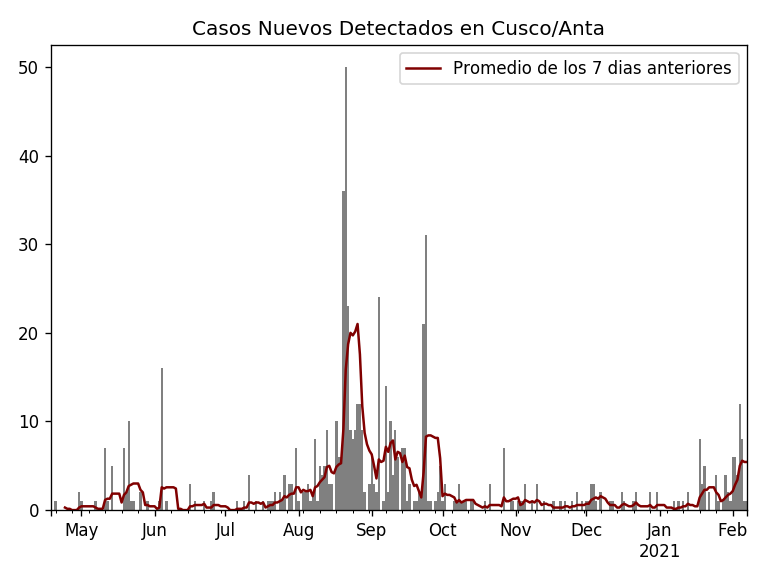 Casos Nuevos Detectados en Cusco/Anta
Promedio de los 7 dias anteriores
50
40
30
20
10
0
May Jun Jul Aug Sep Oct Nov Dec Jan Feb
2021